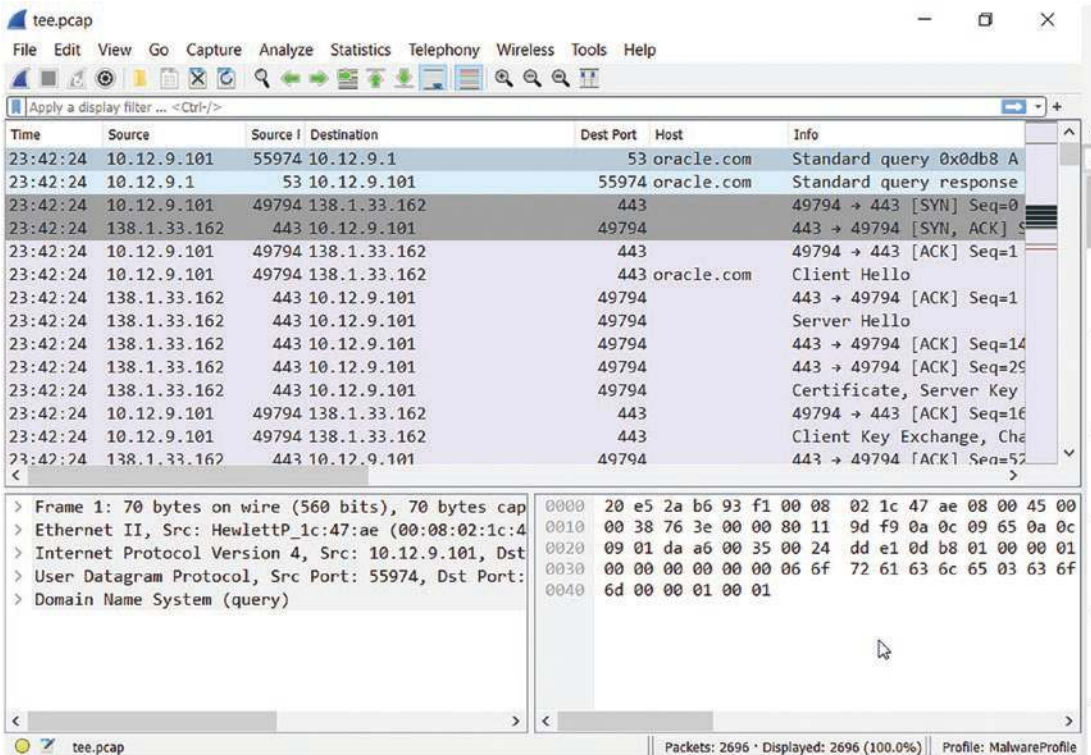 tee.pcap
File Edit View Go Capture Analyze Statistics Telephony Wireless Tools Help
Apply a display filter ... <Ctrl-/>
+
Time Source Source I Destination Dest Port Host Info
23:42:24 10.12.9.101 55974 10.12.9.1 53 oracle.com Standard query 0x0db8 A
23:42:24 10.12.9.1 53 10.12.9.101 55974 oracle.com Standard query response
23:42:24 10.12.9.101 49794 138.1.33.162 443 49794 → 443 [SYN] Seq=0
23:42:24 138.1.33.162 443 10.12.9.101 49794 443 → 49794 [SYN, ACK] S
23:42:24 10.12.9.101 49794 138.1.33.162 443 49794 → 443 [ACK] Seq=1
23:42:24 10.12.9.101 49794 138.1.33.162 443 oracle.com Client Hello
23:42:24 138.1.33.162 443 10.12.9.101 49794 443 → 49794 [ACK] Seq=1
23:42:24 138.1.33.162 443 10.12.9.101 49794 Server Hello
23:42:24 138.1.33.162 443 10.12.9.101 49794 443 → 49794 [ACK] Seq=14
23:42:24 138.1.33.162 443 10.12.9.101 49794 443 → 49794 [ACK] Seq=29
23:42:24 138.1.33.162 443 10.12.9.101 49794 Certificate, Server Key
23:42:24 10.12.9.101 49794 138.1.33.162 443 49794 → 443 [ACK] Seq=16
23:42:24 10.12.9.101 49794 138.1.33.162 443 Client Key Exchange, Cha
23:42:24 138.1.33.162 443 10.12.9.101 49794 443 → 49794 [ACK] Seq=52
> Frame 1: 70 bytes on wire (560 bits), 70 bytes cap
> Ethernet II, Src: HewlettP_1c:47:ae (00:08:02:1c:4
> Internet Protocol Version 4, Src: 10.12.9.101, Dst
> User Datagram Protocol, Src Port: 55974, Dst Port:
> Domain Name System (query)
0000 20 e5 2a b6 93 f1 00 08 02 1c 47 ae 08 00 45 00
0010 00 38 76 3e 00 00 80 11 9d f9 0a 0c 09 65 0a 0c
0020 09 01 da a6 00 35 00 24 dd e1 0d b8 01 00 00 01
0030 00 00 00 00 00 00 06 6f 72 61 63 6c 65 03 63 6f
0040 6d 00 00 01 00 01
tee.pcap
Packets: 2696 · Displayed: 2696 (100.0%)
Profile: MalwareProfile